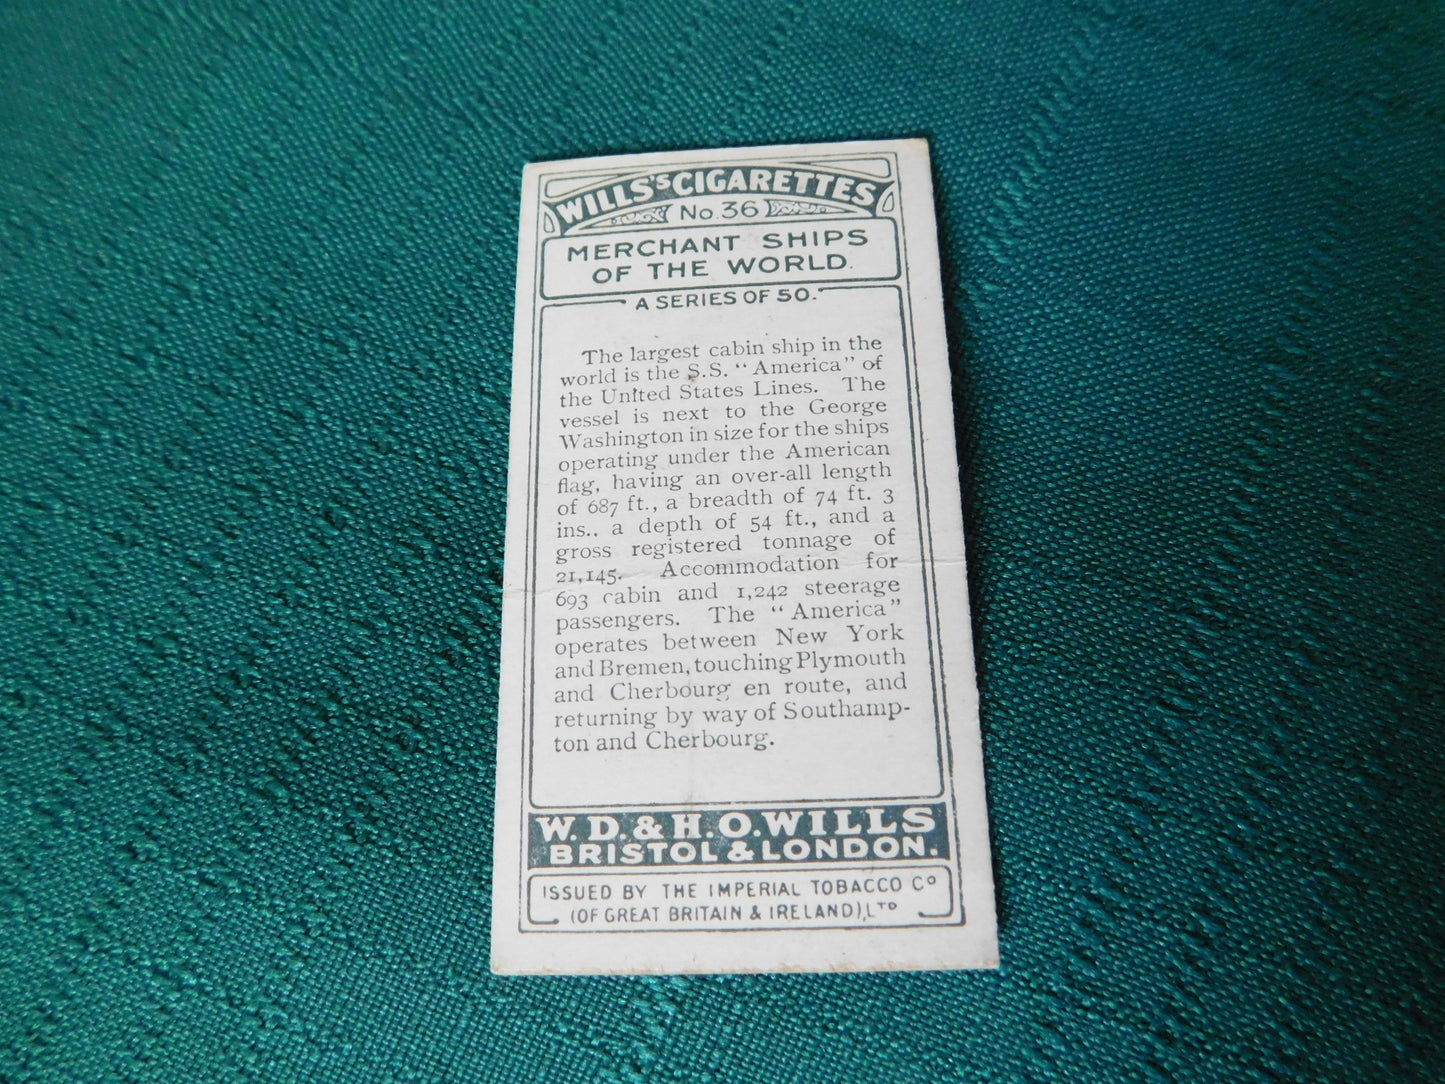 WILLS'S CIGARETTES
No. 36
MERCHANT SHIPS
OF THE WORLD.
A SERIES OF 50.
The largest cabin ship in the
world is the S.S. "America" of
the United States Lines. The
vessel is next to the George
Washington in size for the ships
operating under the American
flag, having an over-all length
of 687 ft., a breadth of 74 ft. 3
ins., a depth of 54 ft., and a
gross registered tonnage of
21,145. Accommodation for
693 cabin and 1,242 steerage
passengers. The "America"
operates between New York
and Bremen, touching Plymouth
and Cherbourg en route, and
returning by way of Southamp-
ton and Cherbourg.
W. D. & H. O. WILLS
BRISTOL & LONDON.
ISSUED BY THE IMPERIAL TOBACCO Co
(OF GREAT BRITAIN & IRELAND), LTD